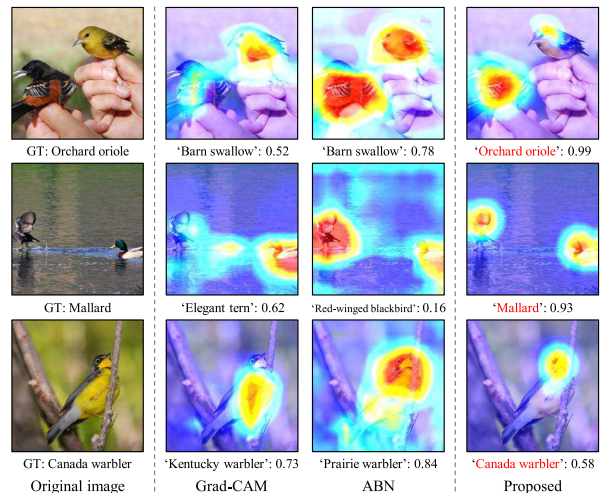 GT: Orchard oriole
'Barn swallow': 0.52
'Barn swallow': 0.78
'Orchard oriole': 0.99
GT: Mallard
'Elegant tern': 0.62
'Red-winged blackbird': 0.16
'Mallard': 0.93
GT: Canada warbler
'Kentucky warbler': 0.73
'Prairie warbler': 0.84
'Canada warbler': 0.58
Original image
Grad-CAM
ABN
Proposed